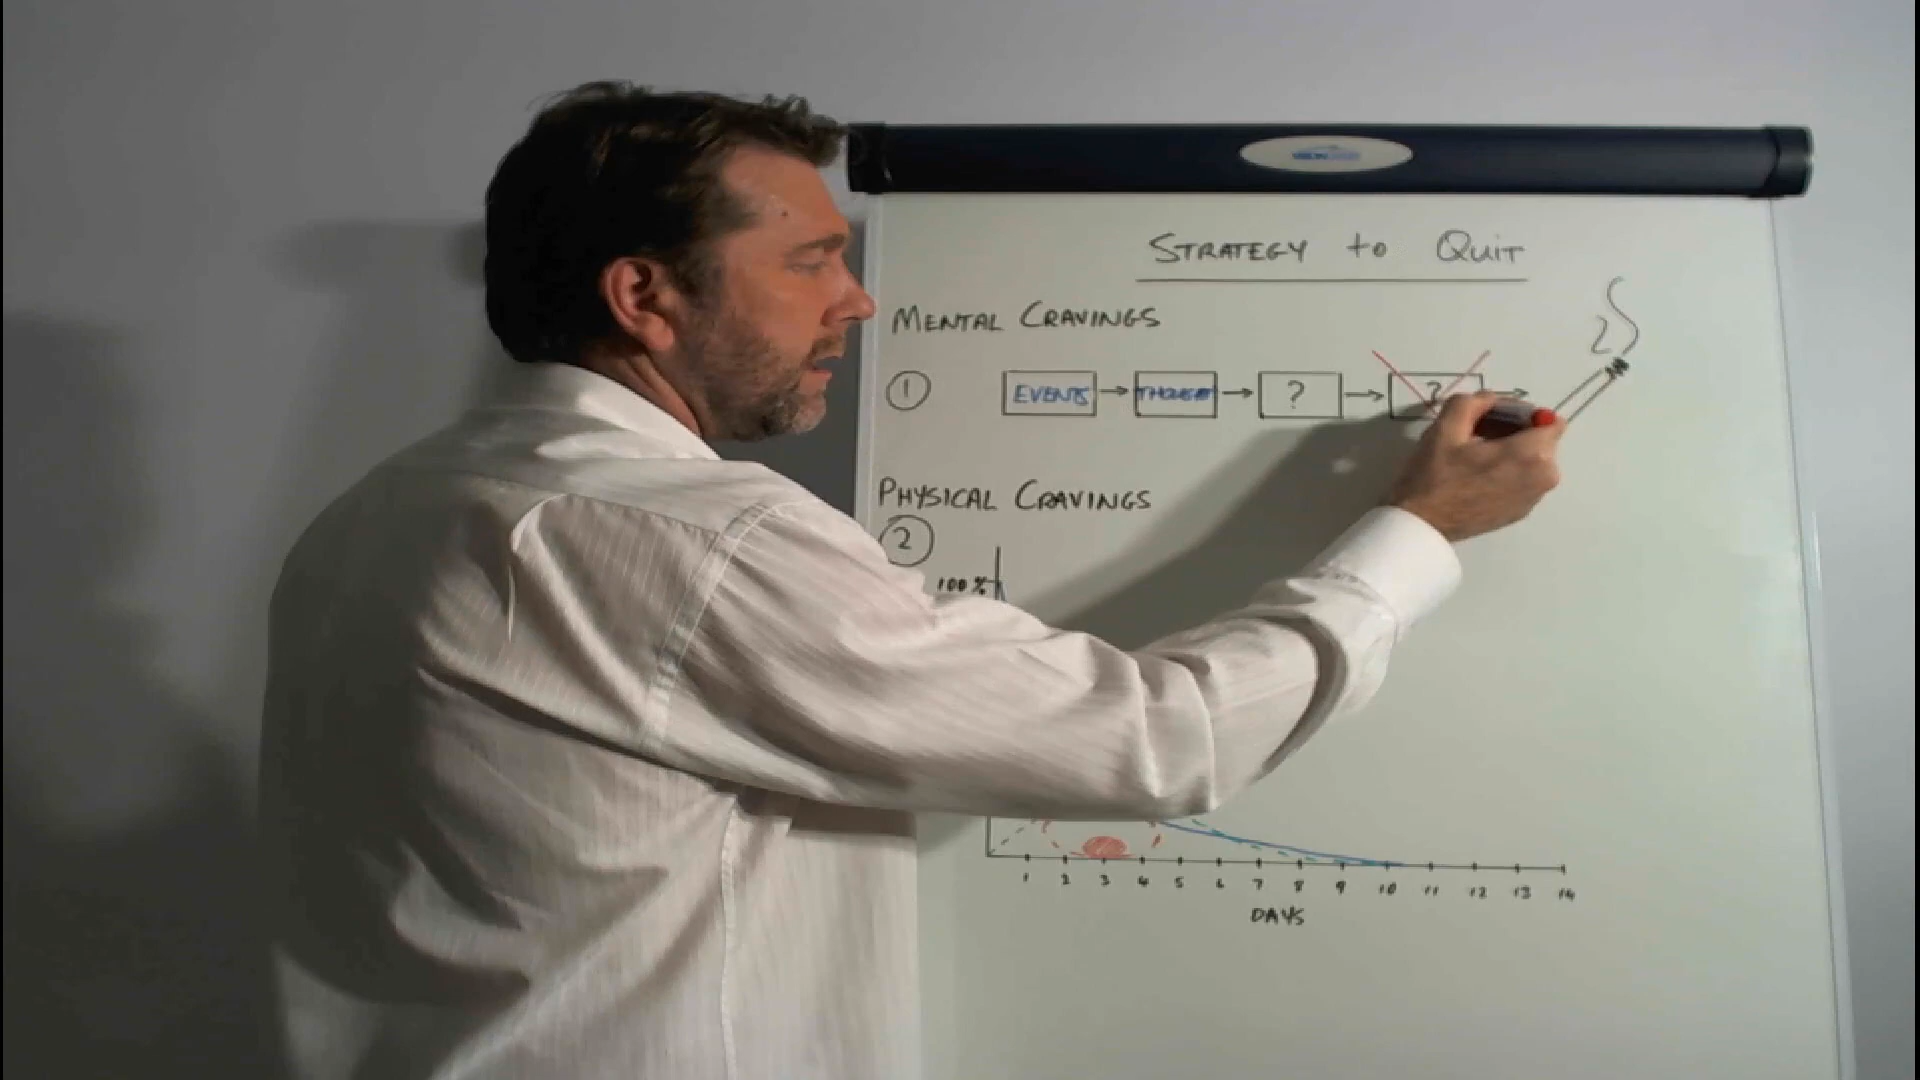 STRATEGY to QUIT
MENTAL CRAVINGS
1 EVENTS → THOUGHT → ? → ? →
PHYSICAL CRAVINGS
2
100%
1 2 3 4 5 6 7 8 9 10 11 12 13 14
DAYS